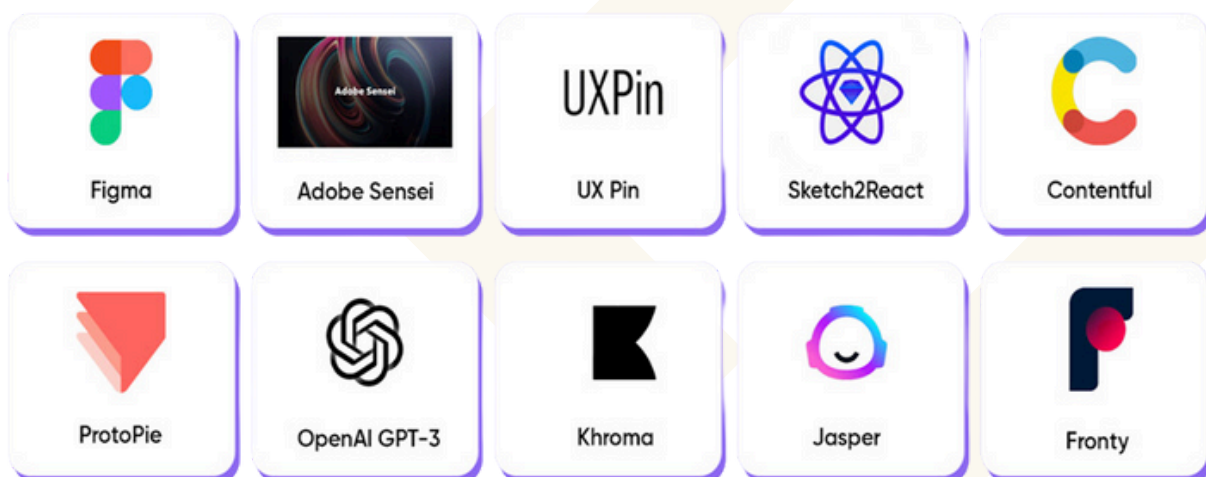 Adobe Sensei
UXPin
Figma
Adobe Sensei
UX Pin
Sketch2React
Contentful
ProtoPie
OpenAI GPT-3
Khroma
Jasper
Fronty